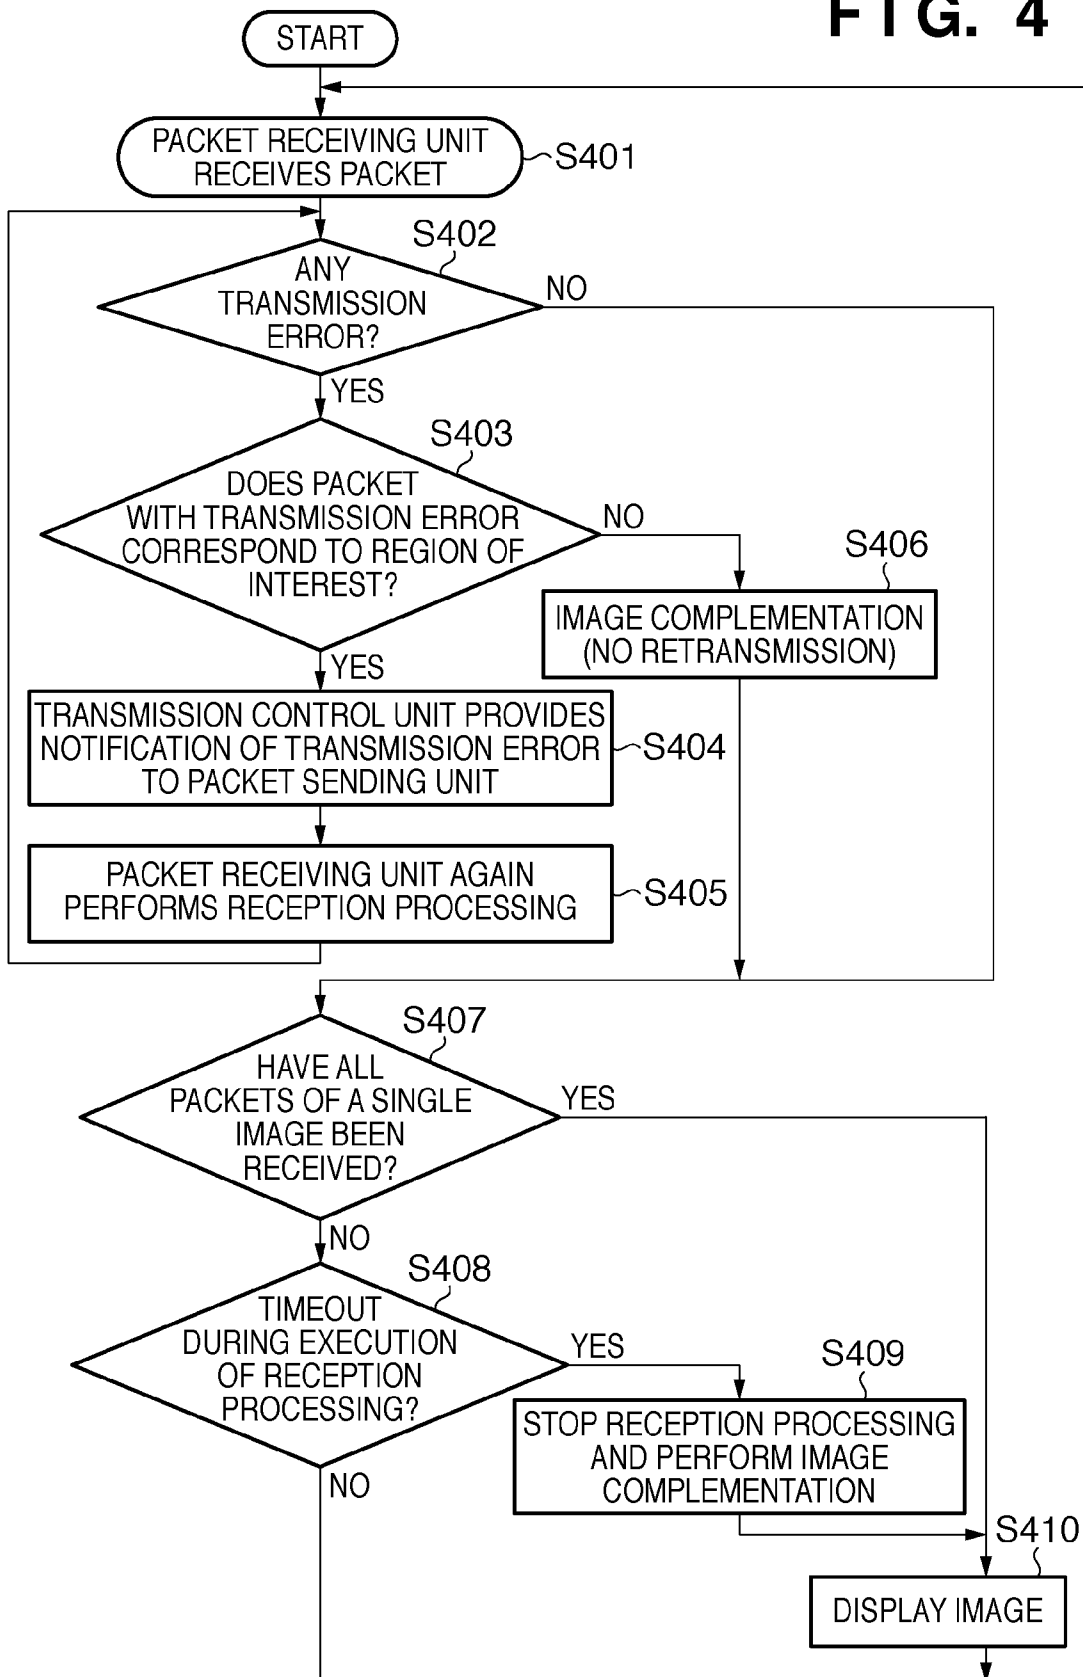 FIG. 4
START
PACKET RECEIVING UNIT
RECEIVES PACKET
S401
S402
ANY
TRANSMISSION
ERROR?
NO
YES
S403
DOES PACKET
WITH TRANSMISSION ERROR
CORRESPOND TO REGION OF
INTEREST?
NO
S406
IMAGE COMPLEMENTATION
(NO RETRANSMISSION)
YES
TRANSMISSION CONTROL UNIT PROVIDES
NOTIFICATION OF TRANSMISSION ERROR
TO PACKET SENDING UNIT
S404
PACKET RECEIVING UNIT AGAIN
PERFORMS RECEPTION PROCESSING
S405
S407
HAVE ALL
PACKETS OF A SINGLE
IMAGE BEEN
RECEIVED?
YES
NO
S408
TIMEOUT
DURING EXECUTION
OF RECEPTION
PROCESSING?
YES
S409
STOP RECEPTION PROCESSING
AND PERFORM IMAGE
COMPLEMENTATION
NO
S410
DISPLAY IMAGE